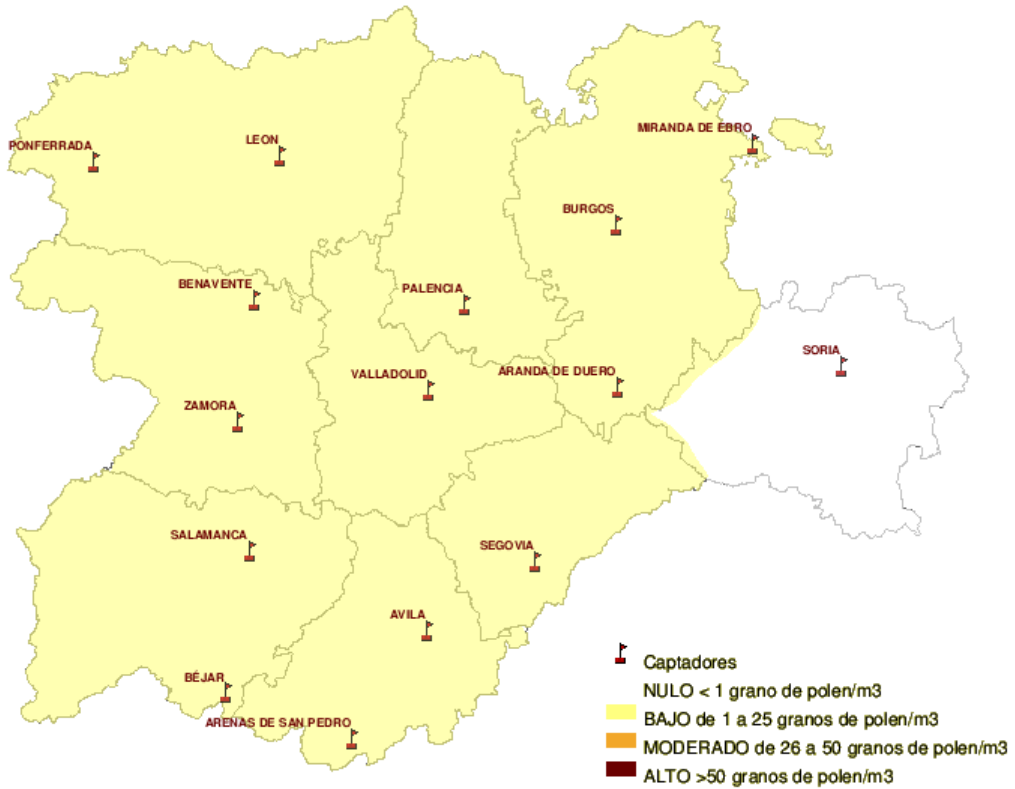 MIRANDA DE EBRO
PONFERRADA
LEON
BURGOS
BENAVENTE
PALENCIA
SORIA
VALLADOLID
ARANDA DE DUERO
ZAMORA
SALAMANCA
SEGOVIA
AVILA
BÉJAR
ARENAS DE SAN PEDRO
Captadores
NULO < 1 grano de polen/m3
BAJO de 1 a 25 granos de polen/m3
MODERADO de 26 a 50 granos de polen/m3
ALTO >50 granos de polen/m3